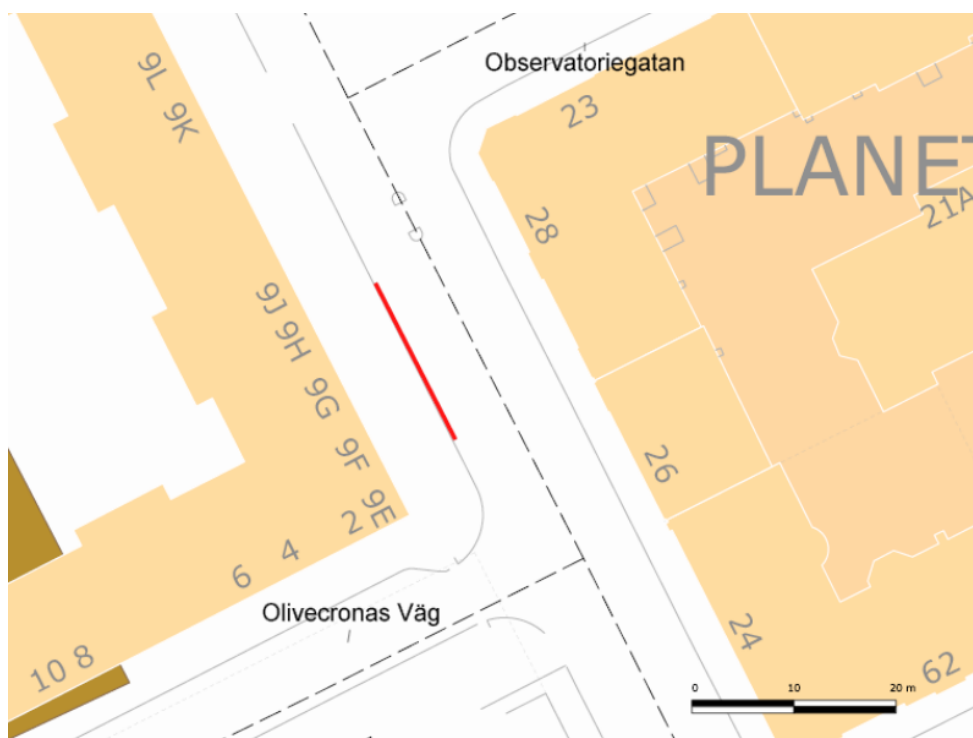 Observatoriegatan
9L
9K
23
PLANET
21A
28
9J
9H
9G
26
9F
9E
2
4
6
Olivecronas Väg
8
10
24
62
0 10 20 m